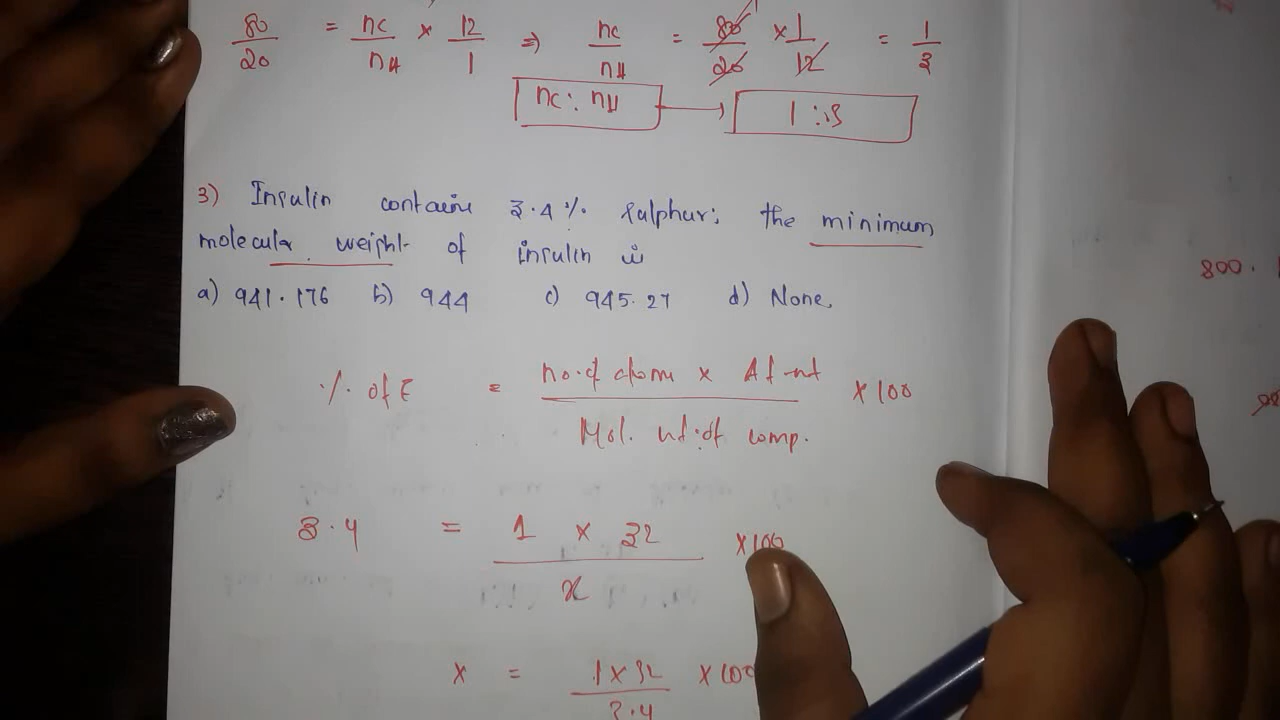 80/20 = nc/nH × 12/1 ⇒ nc/nH = 80/20 × 1/12 = 1/3
nc : nH → 1 : 3
3) Insulin contains 3.4% sulphur; the minimum
molecular weight of insulin is
a) 941.176 b) 944 c) 945.27 d) None
% of E = no.of atoms × At wt / Mol. wt. of comp. × 100
3.4 = 1 × 32 / x × 100
x = 1 × 32 / 3.4 × 100
800.